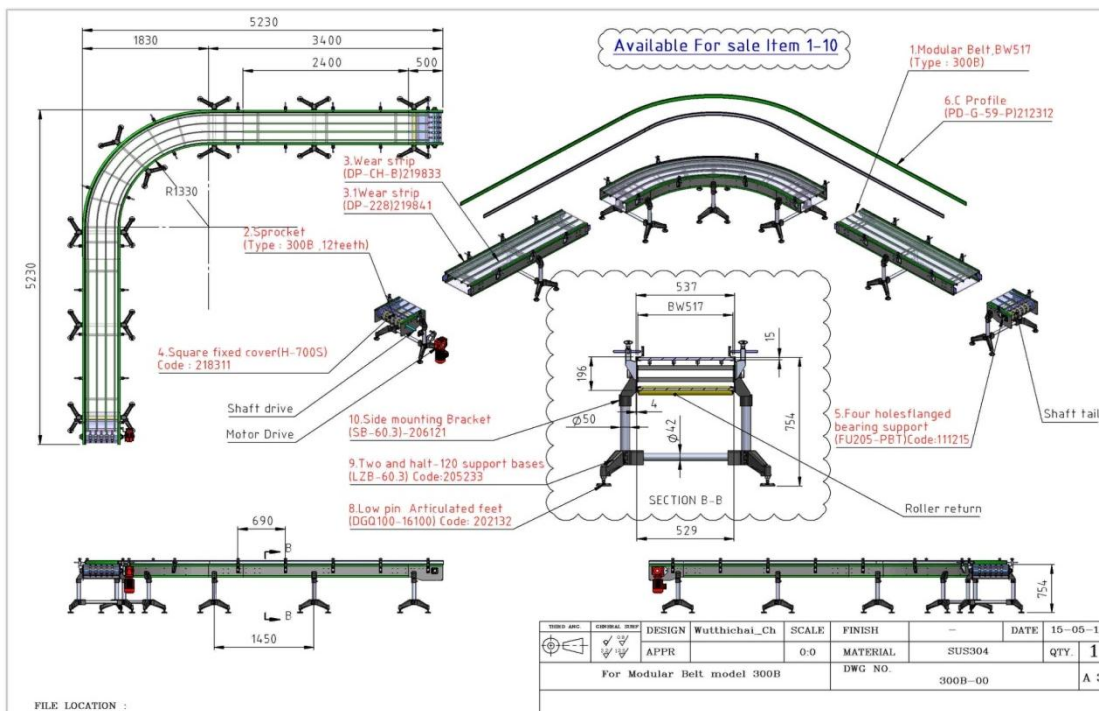 5230
1830
3400
2400
500
Available For sale Item 1-10
1.Modular Belt,BW517
(Type : 300B)
6.C Profile
(PD-G-59-P)212312
5230
R1330
3.Wear strip
(DP-CH-B)219833
3.1Wear strip
(DP-228)219841
2.Sprocket
(Type : 300B ,12teeth)
4.Square fixed cover(H-700S)
Code : 218311
Shaft drive
Motor Drive
537
BW517
15
196
4
Ø50
Ø42
754
SECTION B-B
529
10.Side mounting Bracket
(SB-60.3)-206121
9.Two and halt-120 support bases
(LZB-60.3) Code:205233
8.Low pin Articulated feet
(DGQ100-16100) Code: 202132
5.Four holesflanged
bearing support
(FU205-PBT)Code:111215
Shaft tail
Roller return
690
B
B
1450
754
THIRD ANG.
GENERAL SURF
DESIGN Wutthichai_Ch SCALE FINISH - DATE 15-05-1
APPR 0:0 MATERIAL SUS304 QTY. 1
For Modular Belt model 300B DWG NO. 300B-00 A 3
FILE LOCATION :